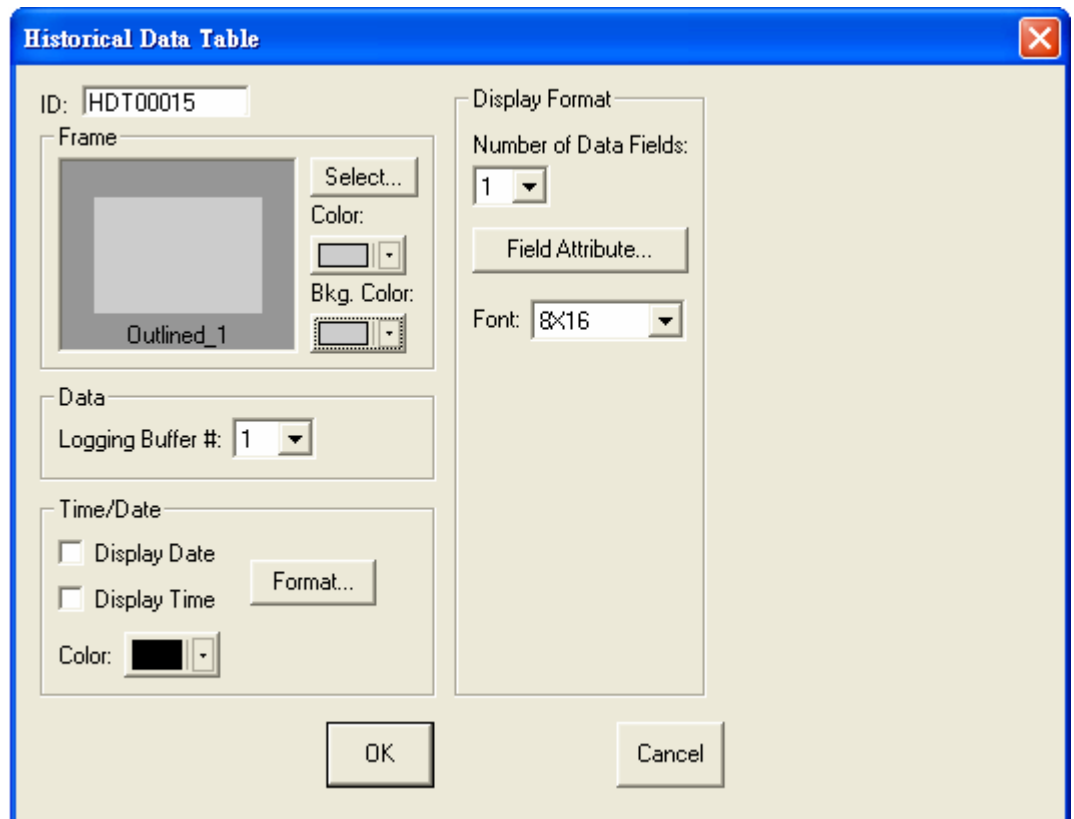 Historical Data Table
ID: HDT00015
Frame
Select...
Color:
Bkg. Color:
Outlined_1
Data
Logging Buffer #: 1
Time/Date
Display Date
Display Time
Format...
Color:
Display Format
Number of Data Fields:
1
Field Attribute...
Font: 8X16
OK
Cancel